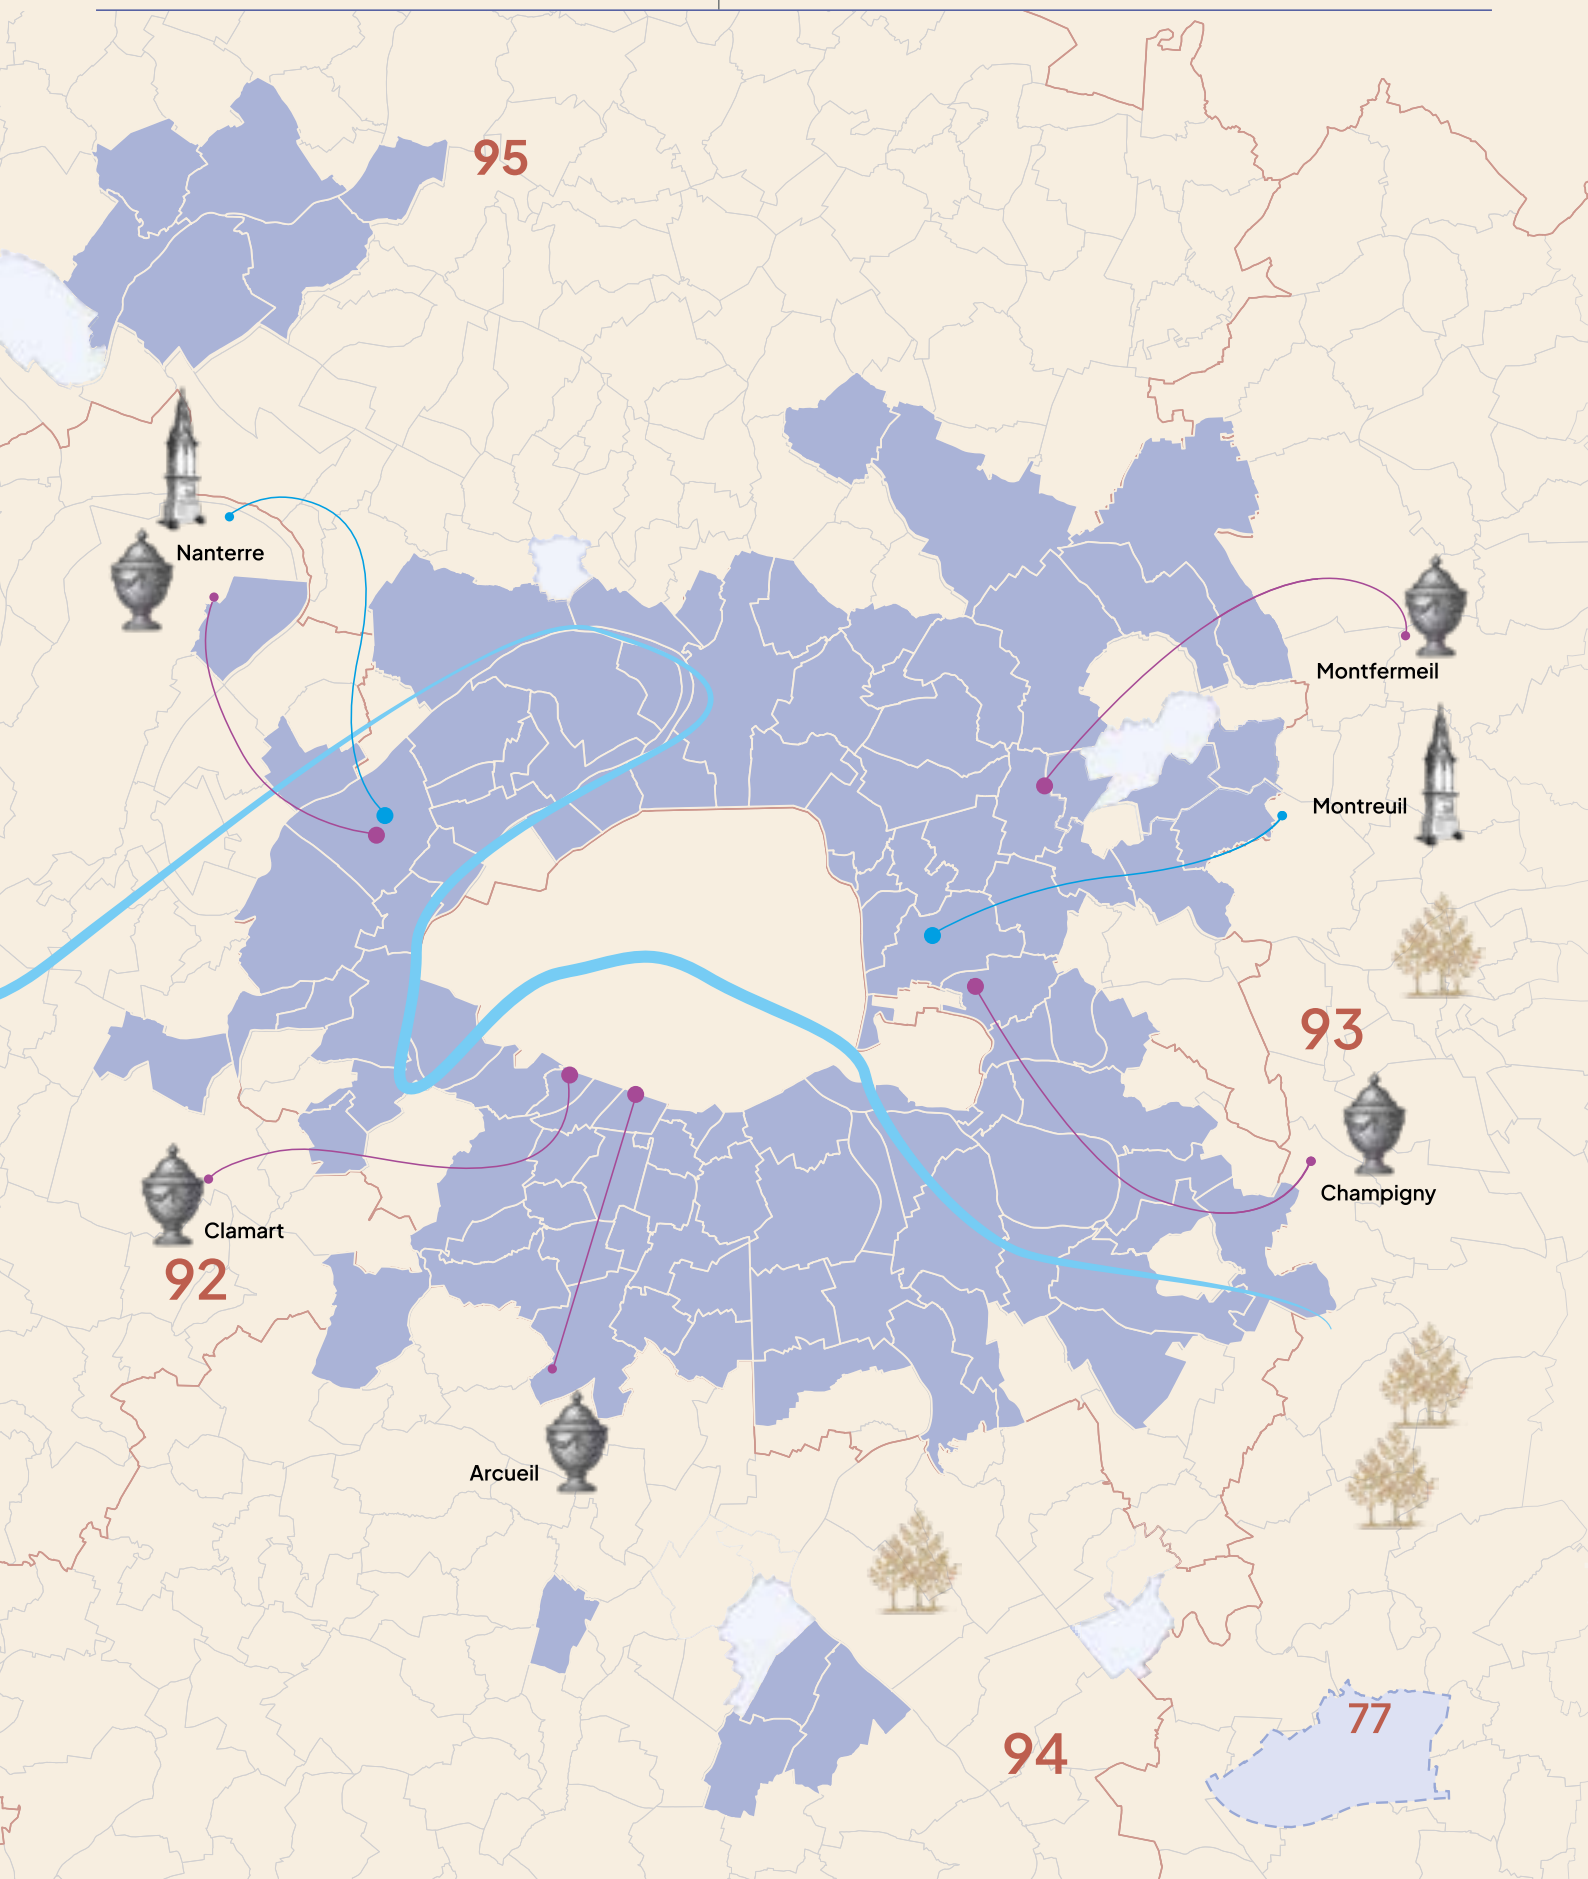 95
Nanterre
Montfermeil
Montreuil
93
Champigny
Clamart
92
Arcueil
77
94